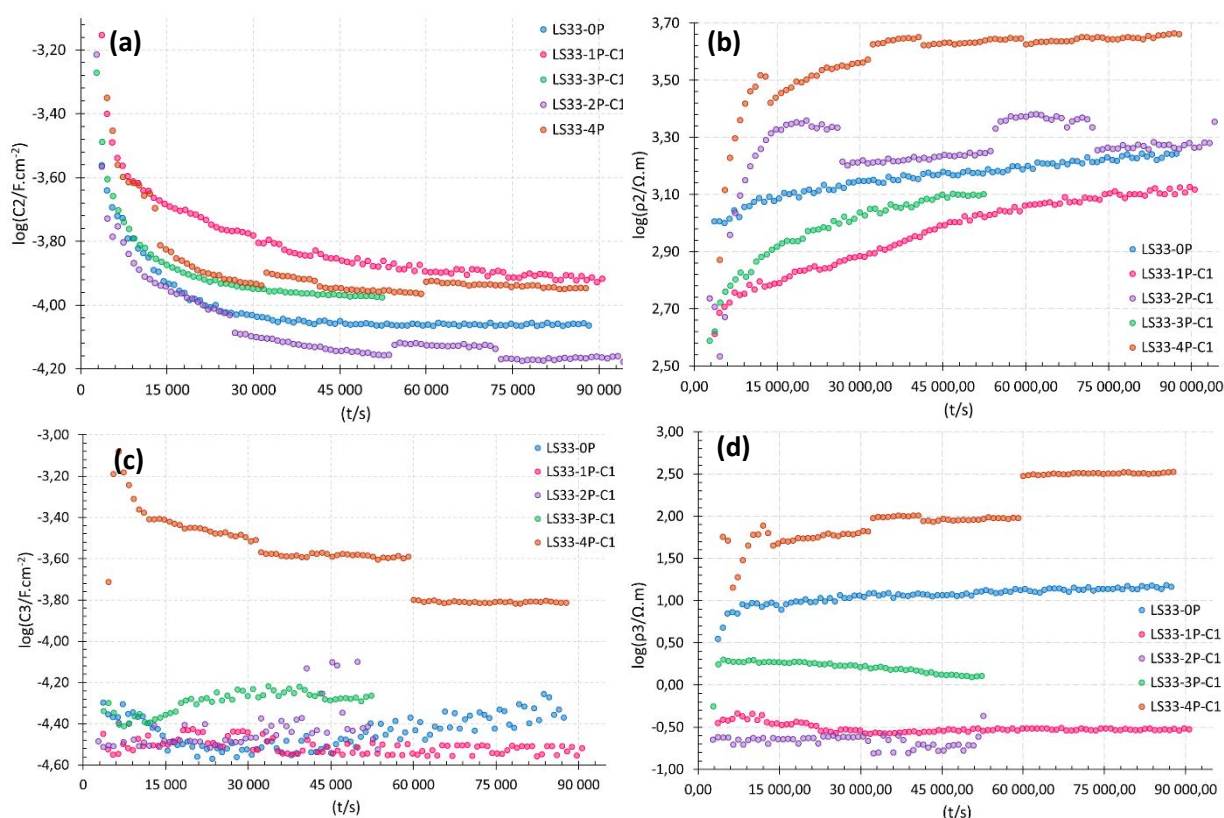 (a)
log(C2/F.cm⁻²)
-3,20
-3,40
-3,60
-3,80
-4,00
-4,20
0
15 000
30 000
45 000
60 000
75 000
90 000
(t/s)
LS33-0P
LS33-1P-C1
LS33-3P-C1
LS33-2P-C1
LS33-4P
(b)
log(ρ2/Ω.m)
3,70
3,50
3,30
3,10
2,90
2,70
2,50
0,00
15 000,00
30 000,00
45 000,00
60 000,00
75 000,00
90 000,00
(t/s)
LS33-0P
LS33-1P-C1
LS33-2P-C1
LS33-3P-C1
LS33-4P-C1
(c)
log(C3/F.cm⁻²)
-3,00
-3,20
-3,40
-3,60
-3,80
-4,00
-4,20
-4,40
-4,60
0
15 000
30 000
45 000
60 000
75 000
90 000
(t/s)
LS33-0P
LS33-1P-C1
LS33-2P-C1
LS33-3P-C1
LS33-4P-C1
(d)
log(ρ3/Ω.m)
3,00
2,50
2,00
1,50
1,00
0,50
0,00
-0,50
-1,00
0,00
15 000,00
30 000,00
45 000,00
60 000,00
75 000,00
90 000,00
(t/s)
LS33-0P
LS33-1P-C1
LS33-2P-C1
LS33-3P-C1
LS33-4P-C1